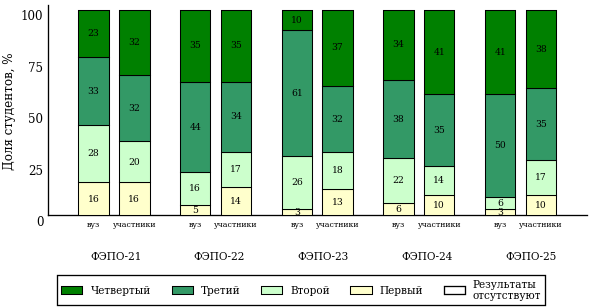 Доля студентов, %
100
75
50
25
0
23 32 35 35 10 37 34 41 41 38
33 32 44 34 61 32 38 35 50 35
28 20 16 17 26 18 22 14 6 17
16 16 5 14 3 13 6 10 3 10
вуз участники вуз участники вуз участники вуз участники вуз участники
ФЭПО-21 ФЭПО-22 ФЭПО-23 ФЭПО-24 ФЭПО-25
Четвертый Третий Второй Первый Результаты
отсутствуют